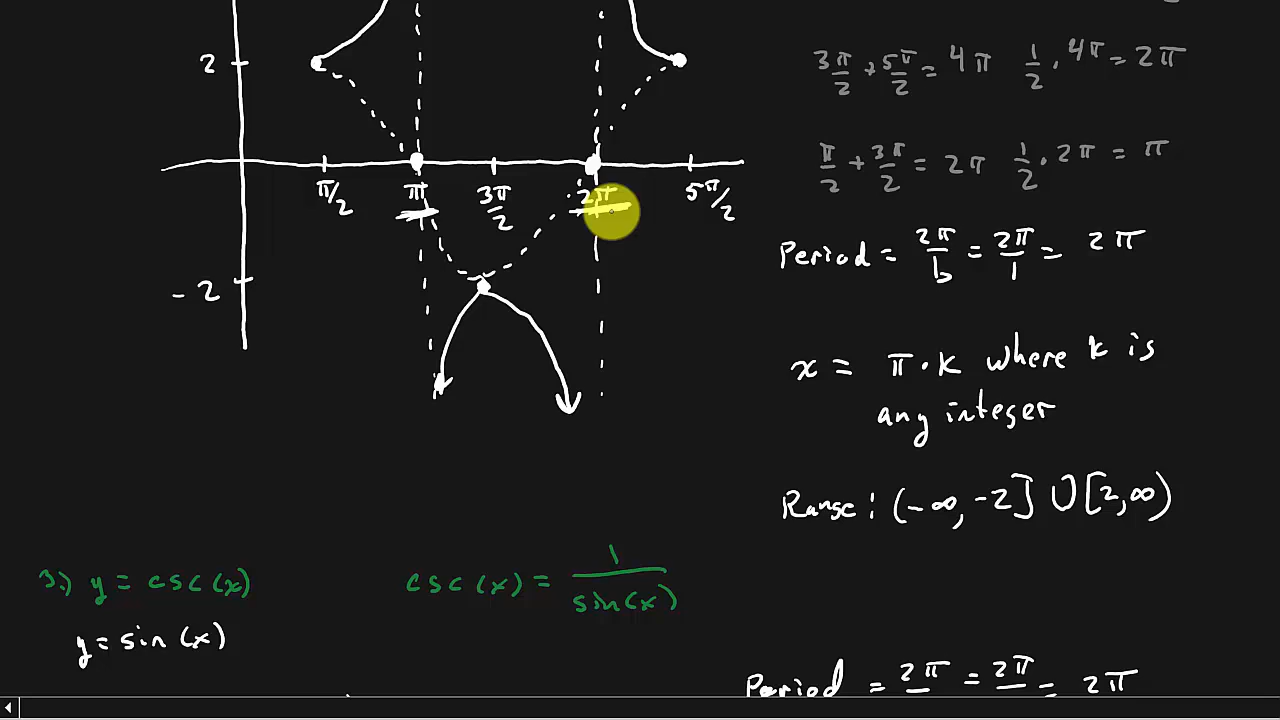 2
π/2 π 3π/2 2π 5π/2
-2
3π/2 + 5π/2 = 4π 1/2 · 4π = 2π
π/2 + 3π/2 = 2π 1/2 · 2π = π
Period = 2π/b = 2π/1 = 2π
x = π · k where k is
any integer
Range: (-∞, -2] ∪ [2, ∞)
3.) y = csc(x) csc(x) = 1/sin(x)
y = sin(x)
Period = 2π = 2π = 2π